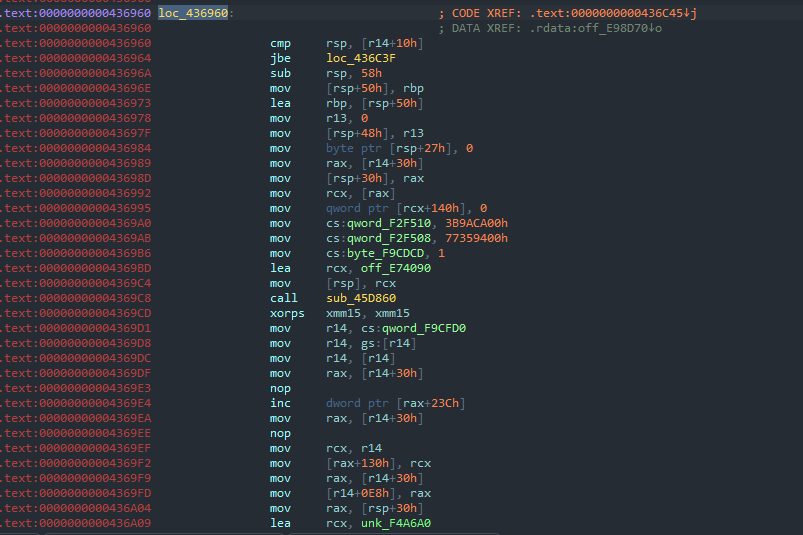 .text:0000000000436960 loc_436960: ; CODE XREF: .text:0000000000436C45↓j
.text:0000000000436960 ; DATA XREF: .rdata:off_E98D70↓o
.text:0000000000436960 cmp rsp, [r14+10h]
.text:0000000000436964 jbe loc_436C3F
.text:000000000043696A sub rsp, 58h
.text:000000000043696E mov [rsp+50h], rbp
.text:0000000000436973 lea rbp, [rsp+50h]
.text:0000000000436978 mov r13, 0
.text:000000000043697F mov [rsp+48h], r13
.text:0000000000436984 mov byte ptr [rsp+27h], 0
.text:0000000000436989 mov rax, [r14+30h]
.text:000000000043698D mov [rsp+30h], rax
.text:0000000000436992 mov rcx, [rax]
.text:0000000000436995 mov qword ptr [rcx+140h], 0
.text:00000000004369A0 mov cs:qword_F2F510, 3B9ACA00h
.text:00000000004369AB mov cs:qword_F2F508, 77359400h
.text:00000000004369B6 mov cs:byte_F9CDCD, 1
.text:00000000004369BD lea rcx, off_E74090
.text:00000000004369C4 mov [rsp], rcx
.text:00000000004369C8 call sub_45D860
.text:00000000004369CD xorps xmm15, xmm15
.text:00000000004369D1 mov r14, cs:qword_F9CFD0
.text:00000000004369D8 mov r14, gs:[r14]
.text:00000000004369DC mov r14, [r14]
.text:00000000004369DF mov rax, [r14+30h]
.text:00000000004369E3 nop
.text:00000000004369E4 inc dword ptr [rax+23Ch]
.text:00000000004369EA mov rax, [r14+30h]
.text:00000000004369EE nop
.text:00000000004369EF mov rcx, r14
.text:00000000004369F2 mov [rax+130h], rcx
.text:00000000004369F9 mov rax, [r14+30h]
.text:00000000004369FD mov [r14+0E8h], rax
.text:0000000000436A04 mov rax, [rsp+30h]
.text:0000000000436A09 lea rcx, unk_F4A6A0